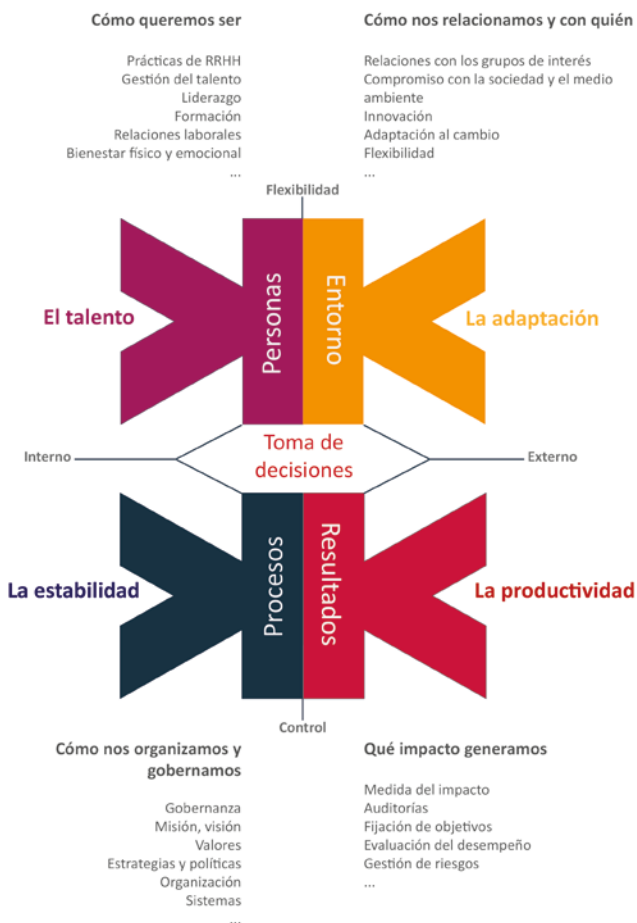 Cómo queremos ser
Prácticas de RRHH
Gestión del talento
Liderazgo
Formación
Relaciones laborales
Bienestar físico y emocional
...
Cómo nos relacionamos y con quién
Relaciones con los grupos de interés
Compromiso con la sociedad y el medio
ambiente
Innovación
Adaptación al cambio
Flexibilidad
...
Flexibilidad
El talento
Personas
Entorno
La adaptación
Interno
Toma de
decisiones
Externo
La estabilidad
Procesos
Resultados
La productividad
Control
Cómo nos organizamos y
gobernamos
Gobernanza
Misión, visión
Valores
Estrategias y políticas
Organización
Sistemas
...
Qué impacto generamos
Medida del impacto
Auditorías
Fijación de objetivos
Evaluación del desempeño
Gestión de riesgos
...